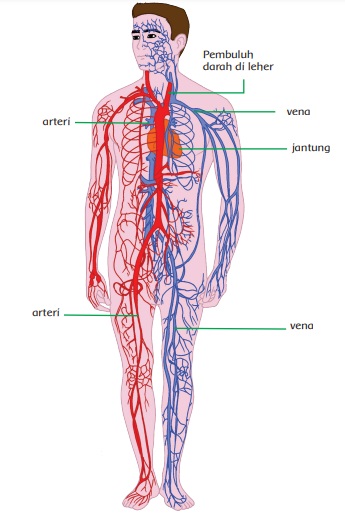 Pembuluh
darah di leher
vena
arteri
jantung
arteri
vena